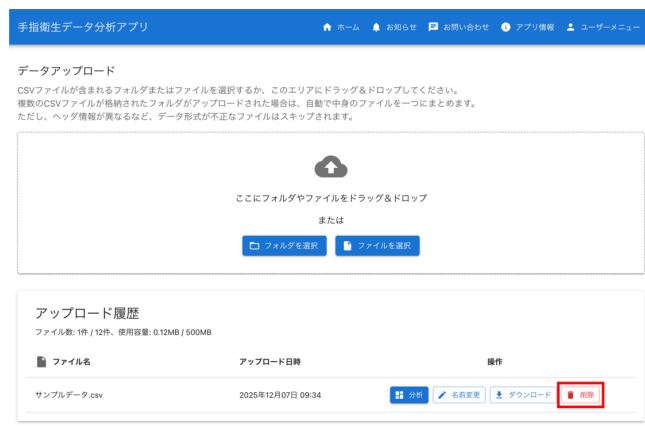 手指衛生データ分析アプリ
ホーム お知らせ お問い合わせ アプリ情報 ユーザーメニュー
データアップロード
CSVファイルが含まれるフォルダまたはファイルを選択するか、このエリアにドラッグ&ドロップしてください。
複数のCSVファイルが格納されたフォルダがアップロードされた場合は、自動で中身のファイルを一つにまとめます。
ただし、ヘッダ情報が異なるなど、データ形式が不正なファイルはスキップされます。
ここにフォルダやファイルをドラッグ&ドロップ
または
フォルダを選択 ファイルを選択
アップロード履歴
ファイル数: 1件 / 12件、使用容量: 0.12MB / 500MB
ファイル名 アップロード日時 操作
サンプルデータ.csv 2025年12月07日 09:34 分析 名前変更 ダウンロード 削除